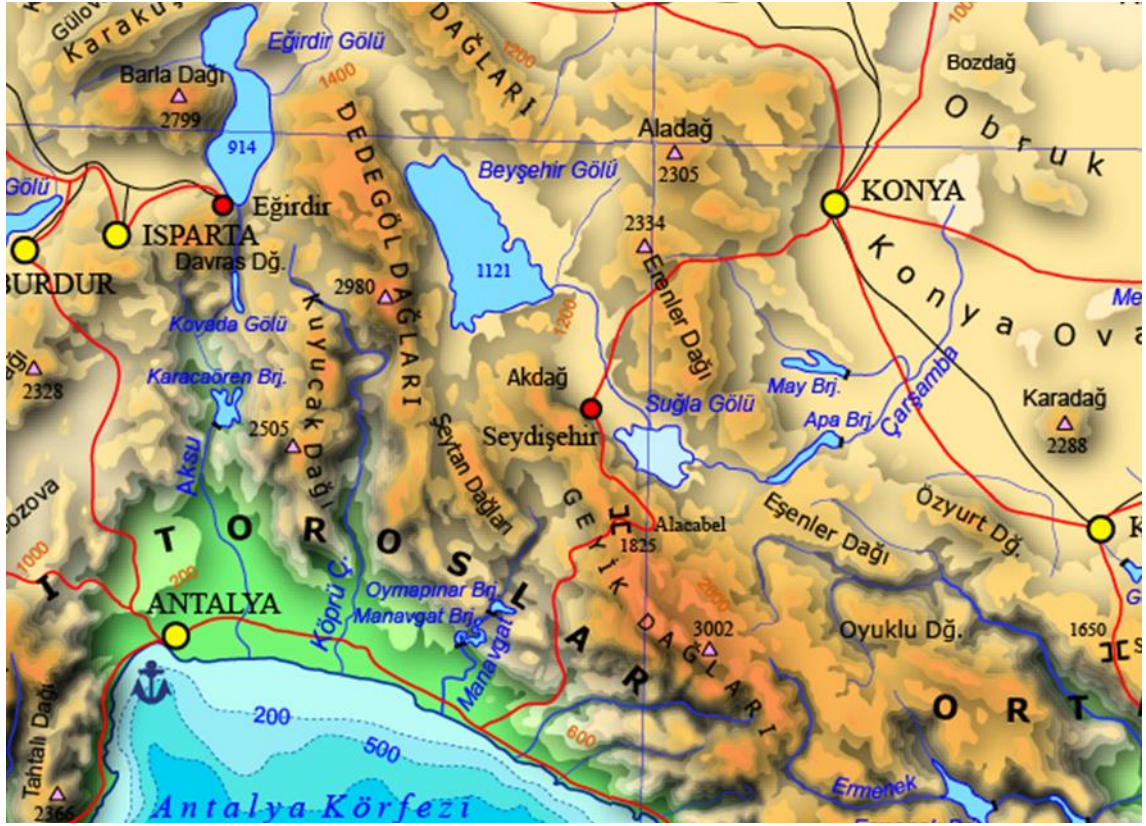 Karakuş
DAĞLARI
1200
Bozdağ
Eğirdir Gölü
Barla Dağı
2799
1400
914
DEDEGÖL DAĞLARI
2980
Obruk
Aladağ
2305
Beyşehir Gölü
1121
2334
Erenler Dağı
KONYA
Konya Ova
Gölü
Eğirdir
ISPARTA
Davras Dğ.
BURDUR
Kovada Gölü
Kuyucak Dağı
2505
1200
Karacaören Brj.
2328
Akdağ
Suğla Gölü
May Brj.
Apa Brj.
Çarşamba
Karadağ
2288
Seydişehir
Aksu
Şeytan Dağları
GEYİK DAĞLARI
Alacabel
1825
Eşenler Dağı
Özyurt Dğ.
TOROSLAR
1000
200
Köprü Ç.
Oymapınar Brj.
Manavgat Brj.
Manavgat
ANTALYA
2000
3002
Oyuklu Dğ.
1650
ORT
200
500
600
Tahtalı Dağı
2366
Antalya Körfezi
Ermenek